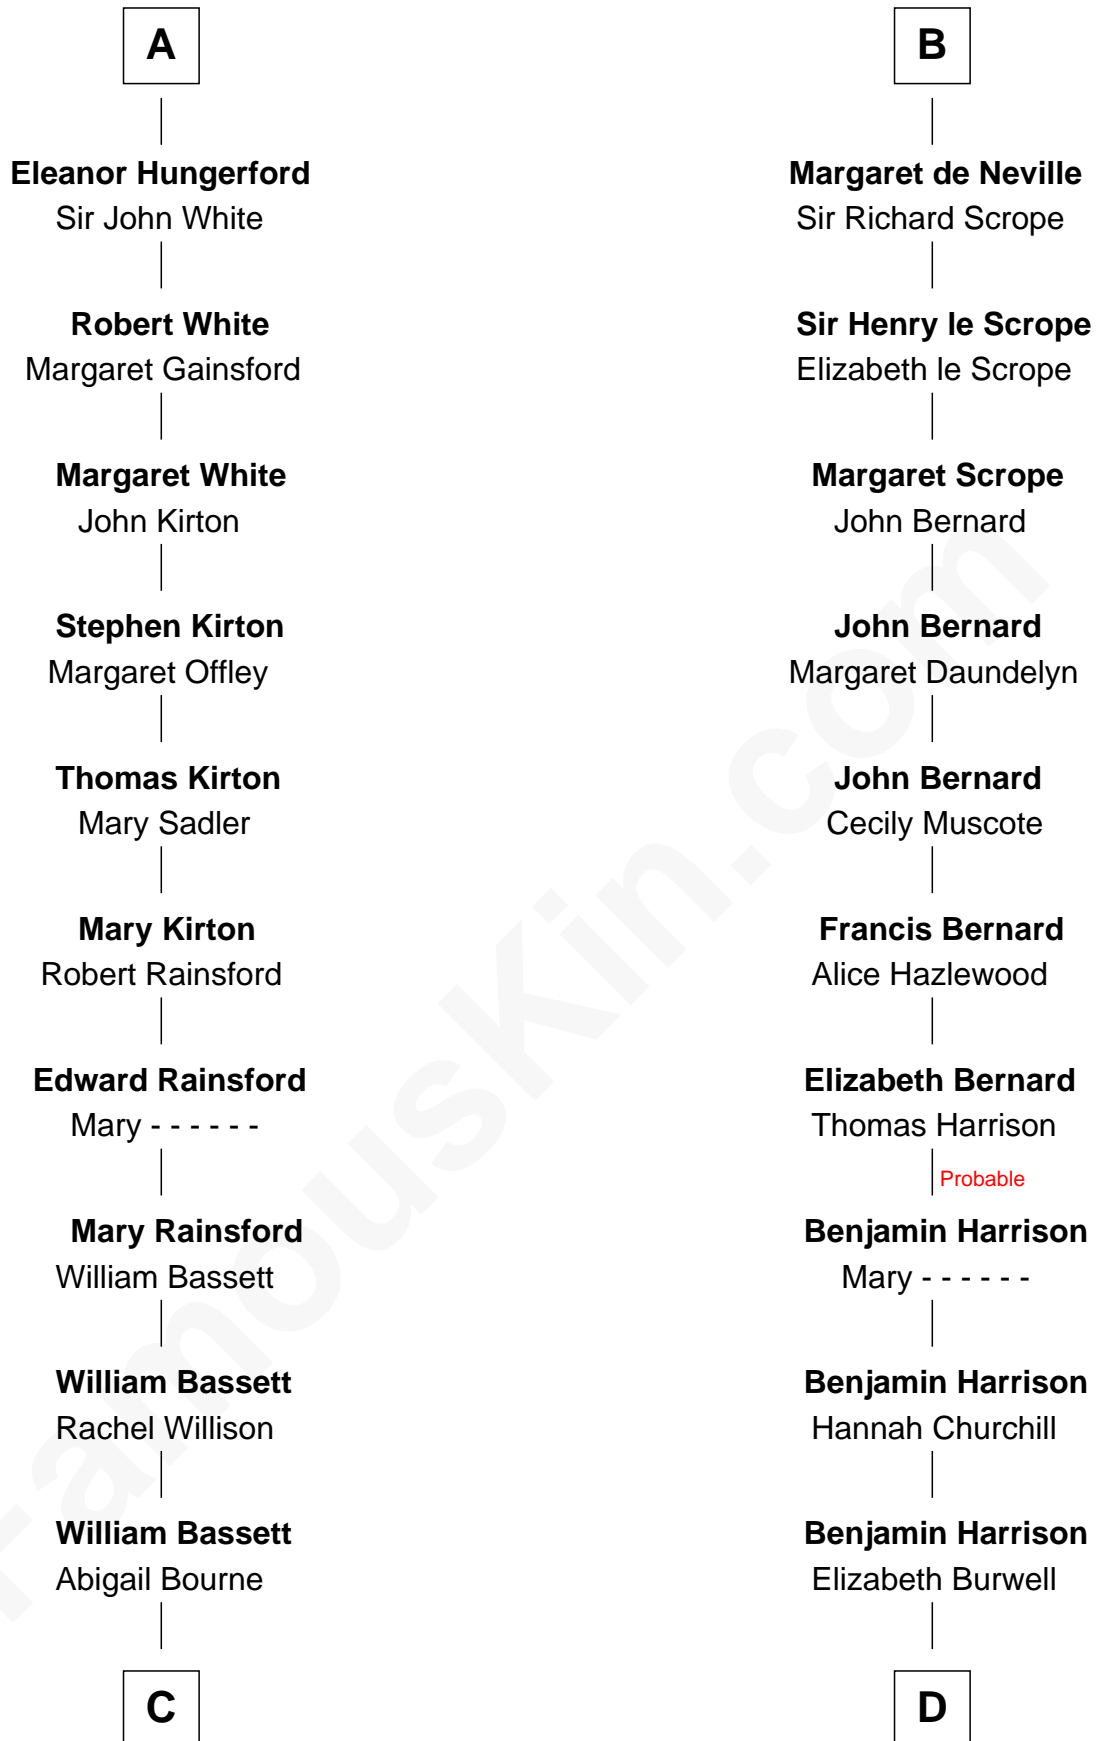 A
Eleanor Hungerford
Sir John White
Robert White
Margaret Gainsford
Margaret White
John Kirton
Stephen Kirton
Margaret Offley
Thomas Kirton
Mary Sadler
Mary Kirton
Robert Rainsford
Edward Rainsford
Mary - - - - - -
Mary Rainsford
William Bassett
William Bassett
Rachel Willison
William Bassett
Abigail Bourne
C
B
Margaret de Neville
Sir Richard Scrope
Sir Henry le Scrope
Elizabeth le Scrope
Margaret Scrope
John Bernard
John Bernard
Margaret Daundelyn
John Bernard
Cecily Muscote
Francis Bernard
Alice Hazlewood
Elizabeth Bernard
Thomas Harrison
Probable
Benjamin Harrison
Mary - - - - - -
Benjamin Harrison
Hannah Churchill
Benjamin Harrison
Elizabeth Burwell
D
FamousKin.com